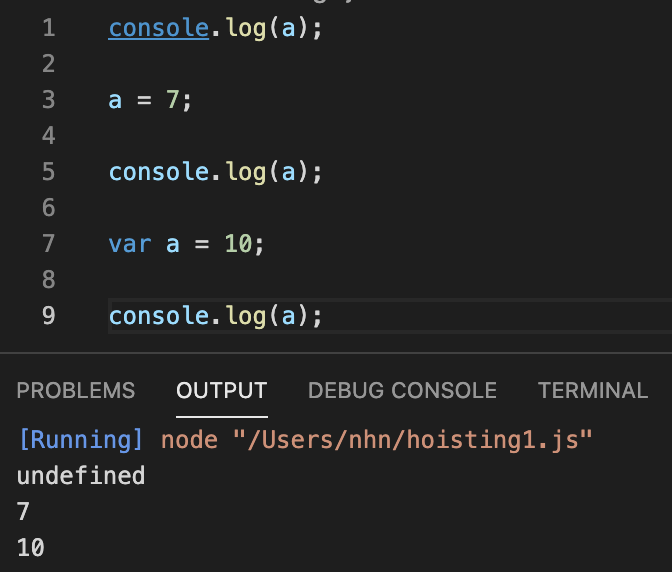 1 console.log(a);
2
3 a = 7;
4
5 console.log(a);
6
7 var a = 10;
8
9 console.log(a);
PROBLEMS OUTPUT DEBUG CONSOLE TERMINAL
[Running] node "/Users/nhn/hoisting1.js"
undefined
7
10